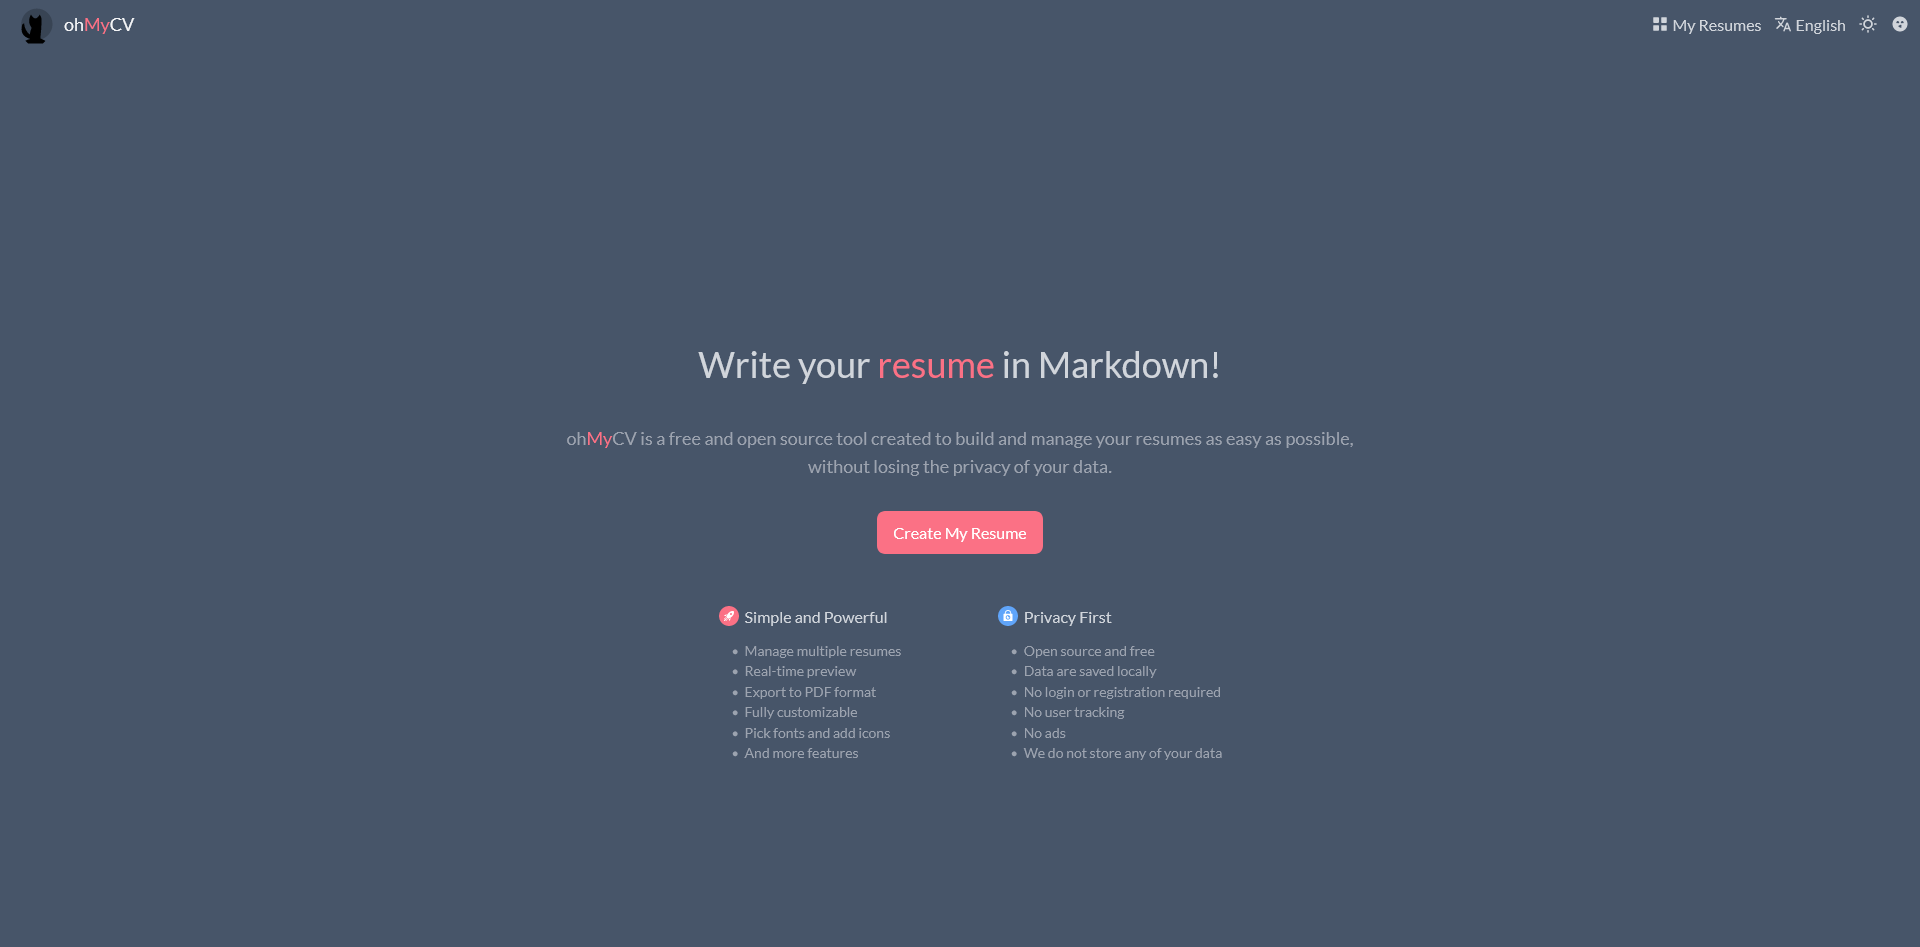 ohMyCV
My Resumes
English
Write your resume in Markdown!
ohMyCV is a free and open source tool created to build and manage your resumes as easy as possible,
without losing the privacy of your data.
Create My Resume
Simple and Powerful
• Manage multiple resumes
• Real-time preview
• Export to PDF format
• Fully customizable
• Pick fonts and add icons
• And more features
Privacy First
• Open source and free
• Data are saved locally
• No login or registration required
• No user tracking
• No ads
• We do not store any of your data